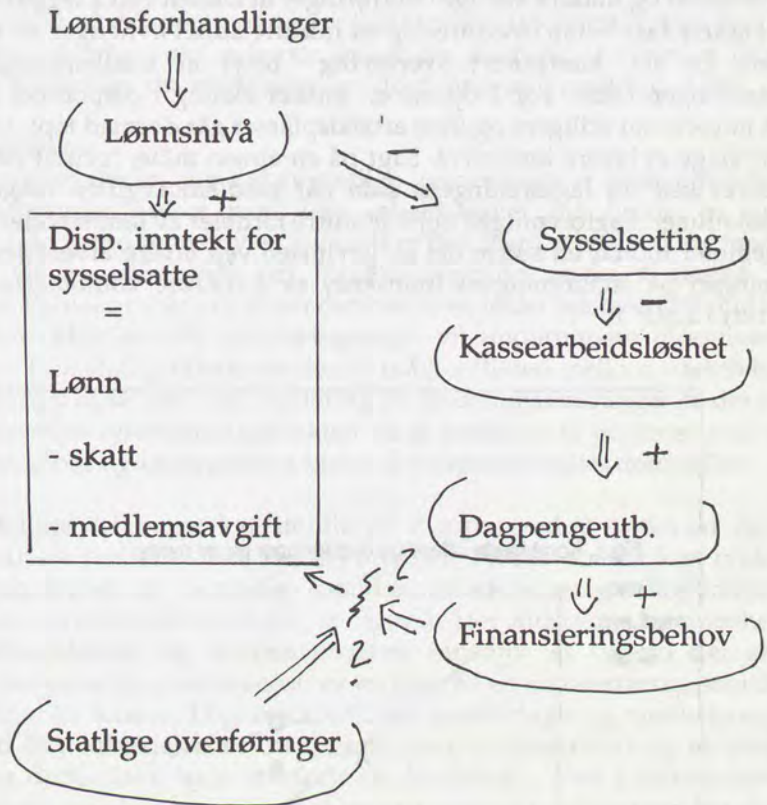 Lønnsforhandlinger
Lønnsnivå
-
+
Disp. inntekt for
sysselsatte
=
Lønn
- skatt
- medlemsavgift
Sysselsetting
-
Kassearbeidsløshet
+
Dagpengeutb.
+
Finansieringsbehov
Statlige overføringer